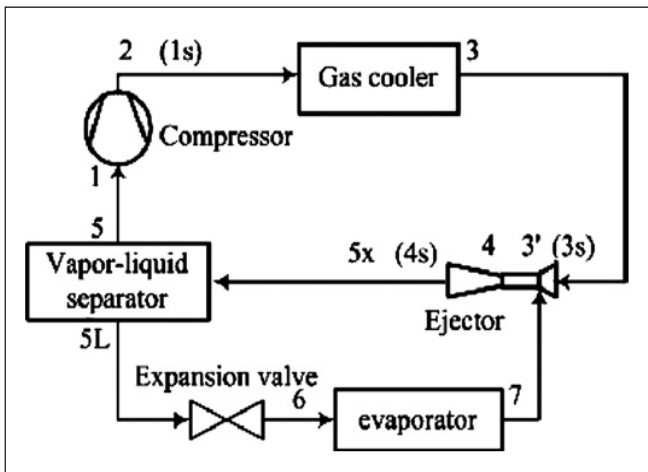 2 (1s)
3
Gas cooler
Compressor
1
5
5x (4s)
4
3' (3s)
Vapor-liquid
separator
Ejector
5L
Expansion valve
6
7
evaporator